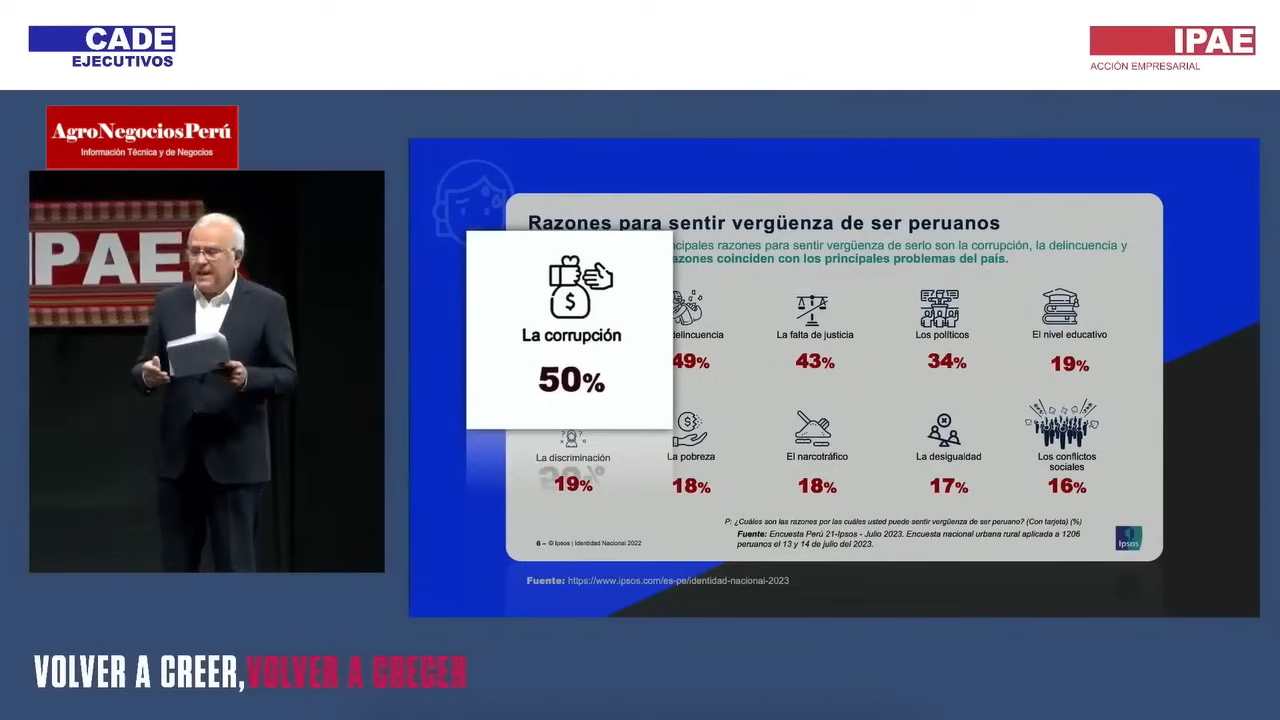 CADE
EJECUTIVOS
IPAE
ACCIÓN EMPRESARIAL
AgroNegociosPerú
Información Técnica y de Negocios
IPAE
Razones para sentir vergüenza de ser peruanos
razones para sentir vergüenza de serlo son la corrupción, la delincuencia y
coinciden con los principales problemas del país.
La corrupción
50%
delincuencia
49%
La falta de justicia
43%
Los políticos
34%
El nivel educativo
19%
La discriminación
19%
La pobreza
18%
El narcotráfico
18%
La desigualdad
17%
Los conflictos
sociales
16%
P: ¿Cuáles son las razones por las cuáles usted puede sentir vergüenza de ser peruano? (Con tarjeta) (%)
Fuente: Encuesta Perú 21-Ipsos - Julio 2023. Encuesta nacional urbana rural aplicada a 1206
peruanos el 13 y 14 de julio del 2023.
6 – © Ipsos | Identidad Nacional 2022
Ipsos
Fuente: https://www.ipsos.com/es-pe/identidad-nacional-2023
VOLVER A CREER, VOLVER A CRECER